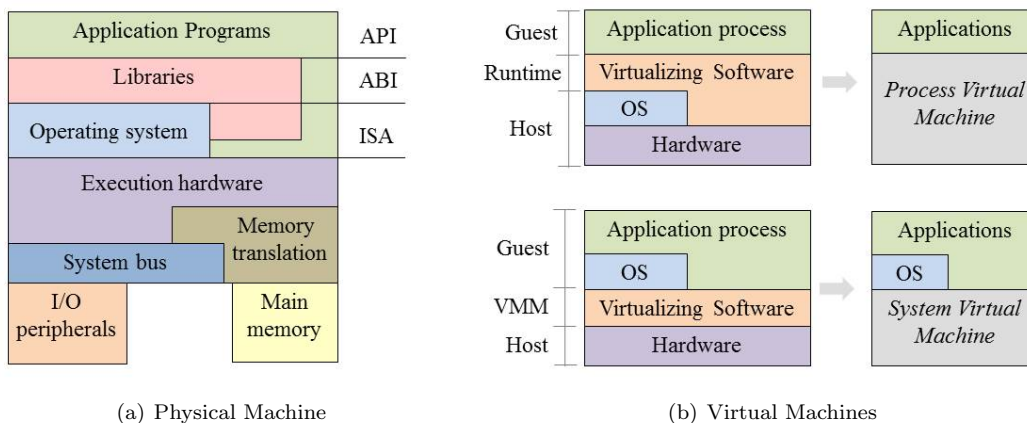 Application Programs
API
Libraries
ABI
Operating system
ISA
Execution hardware
Memory
translation
System bus
I/O
peripherals
Main
memory
(a) Physical Machine
Guest
Application process
Applications
Runtime
Virtualizing Software
Process Virtual
Machine
OS
Host
Hardware
Guest
Application process
Applications
OS
OS
VMM
Virtualizing Software
System Virtual
Machine
Host
Hardware
(b) Virtual Machines